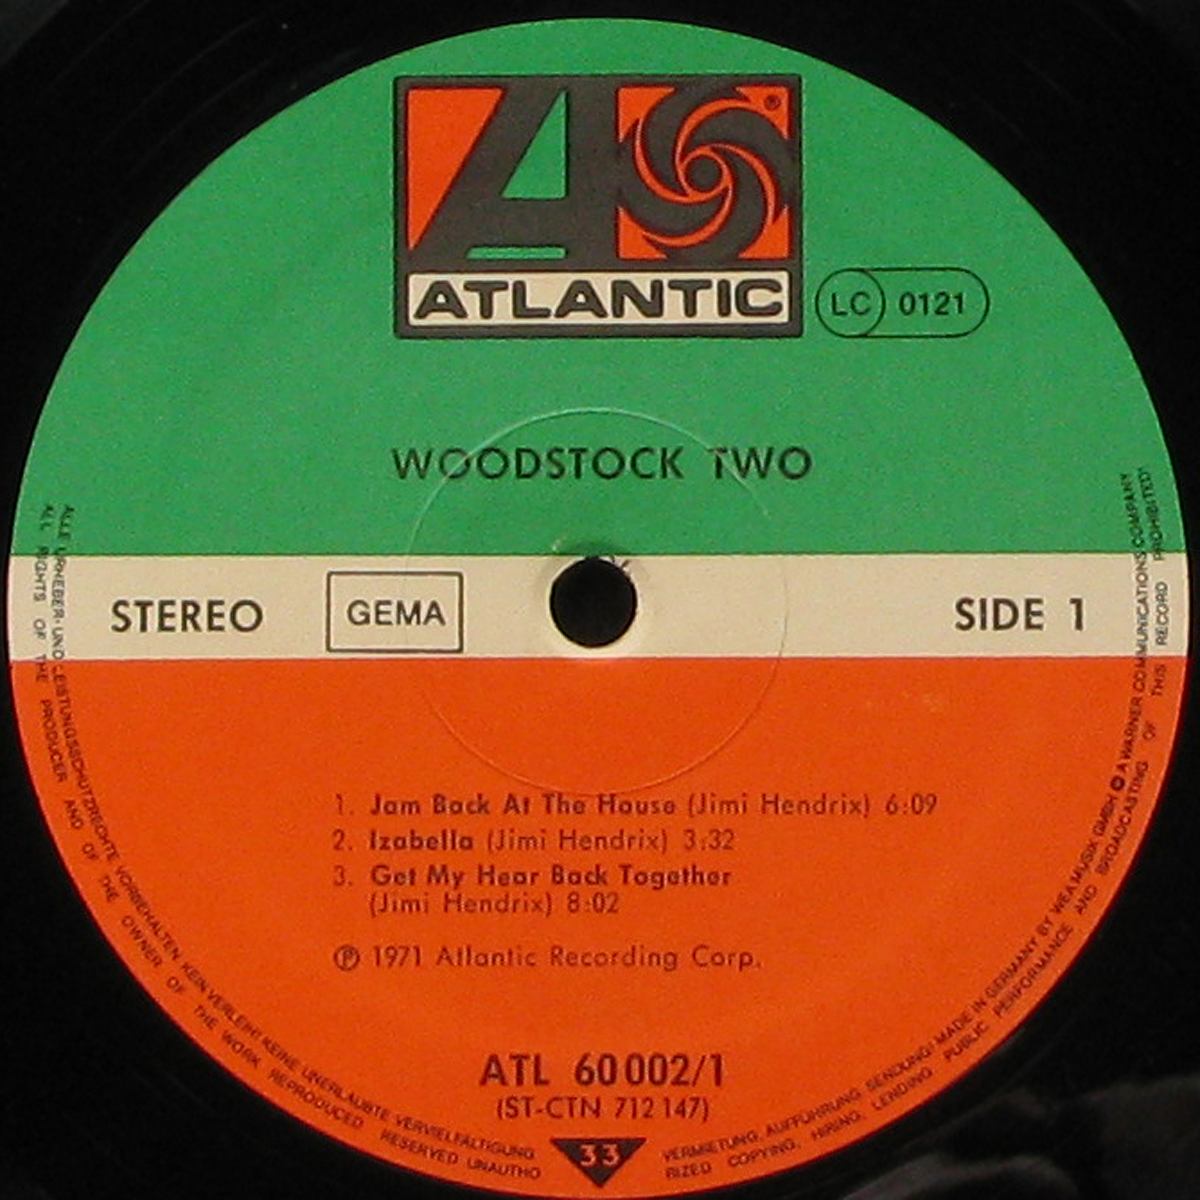 ATLANTIC
®
LC 0121
WOODSTOCK TWO
STEREO GEMA SIDE 1
1. Jam Back At The House (Jimi Hendrix) 6:09
2. Izabella (Jimi Hendrix) 3:32
3. Get My Hear Back Together
(Jimi Hendrix) 8:02
Ⓟ 1971 Atlantic Recording Corp.
ATL 60 002/1
(ST-CTN 712 147)
33
ALLE URHEBER- UND LEISTUNGSSCHUTZRECHTE VORBEHALTEN KEIN VERLEIH! KEINE UNERLAUBTE VERVIELFÄLTIGUNG VERMIETUNG, AUFFÜHRUNG, SENDUNG! MADE IN GERMANY BY WEA MUSIK GMBH A WARNER COMMUNICATIONS COMPANY
ALL RIGHTS OF THE PRODUCER AND OF THE OWNER OF THE WORK REPRODUCED RESERVED UNAUTHO RIZED COPYING, HIRING, LENDING PUBLIC PERFORMANCE AND BROADCASTING OF THIS RECORD PROHIBITED